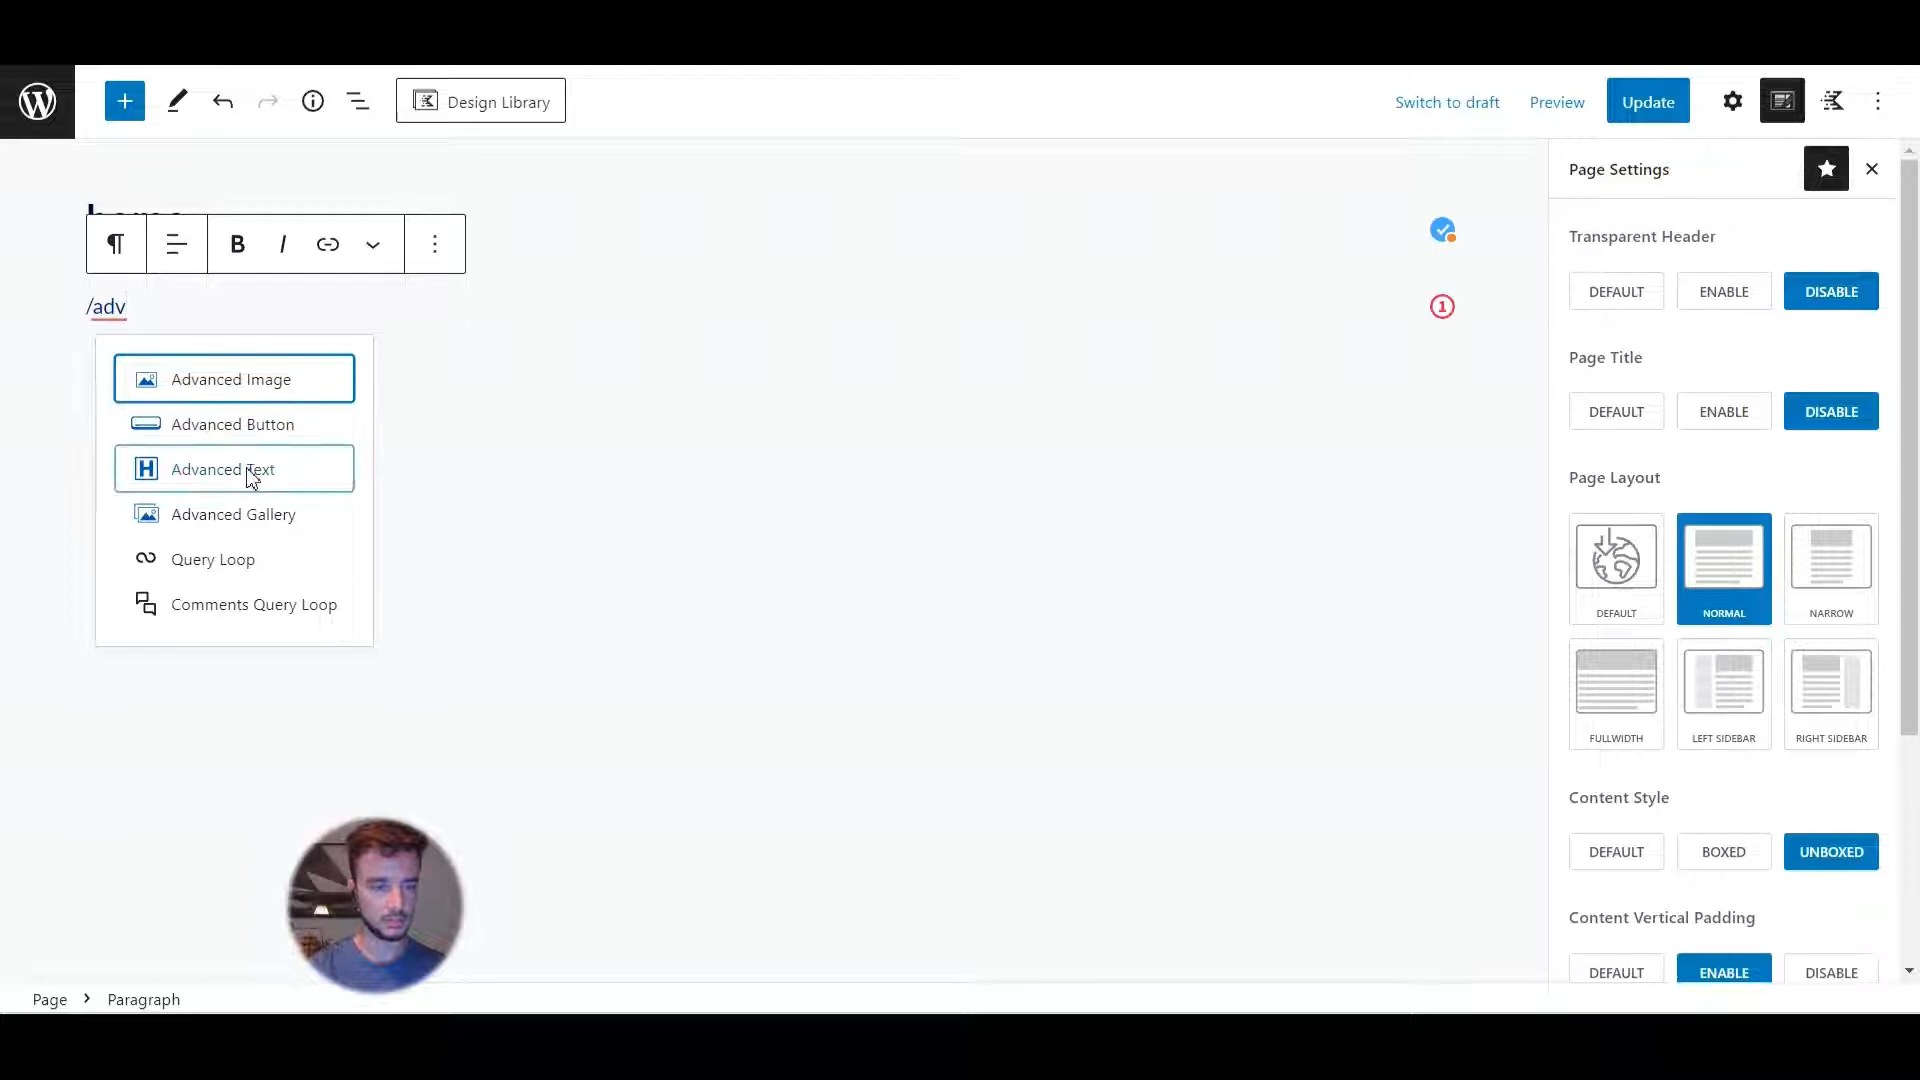 Design Library
Switch to draft
Preview
Update
Page Settings
B
I
/adv
1
Advanced Image
Advanced Button
H Advanced Text
Advanced Gallery
Query Loop
Comments Query Loop
Transparent Header
DEFAULT
ENABLE
DISABLE
Page Title
DEFAULT
ENABLE
DISABLE
Page Layout
DEFAULT
NORMAL
NARROW
FULLWIDTH
LEFT SIDEBAR
RIGHT SIDEBAR
Content Style
DEFAULT
BOXED
UNBOXED
Content Vertical Padding
DEFAULT
ENABLE
DISABLE
Page > Paragraph